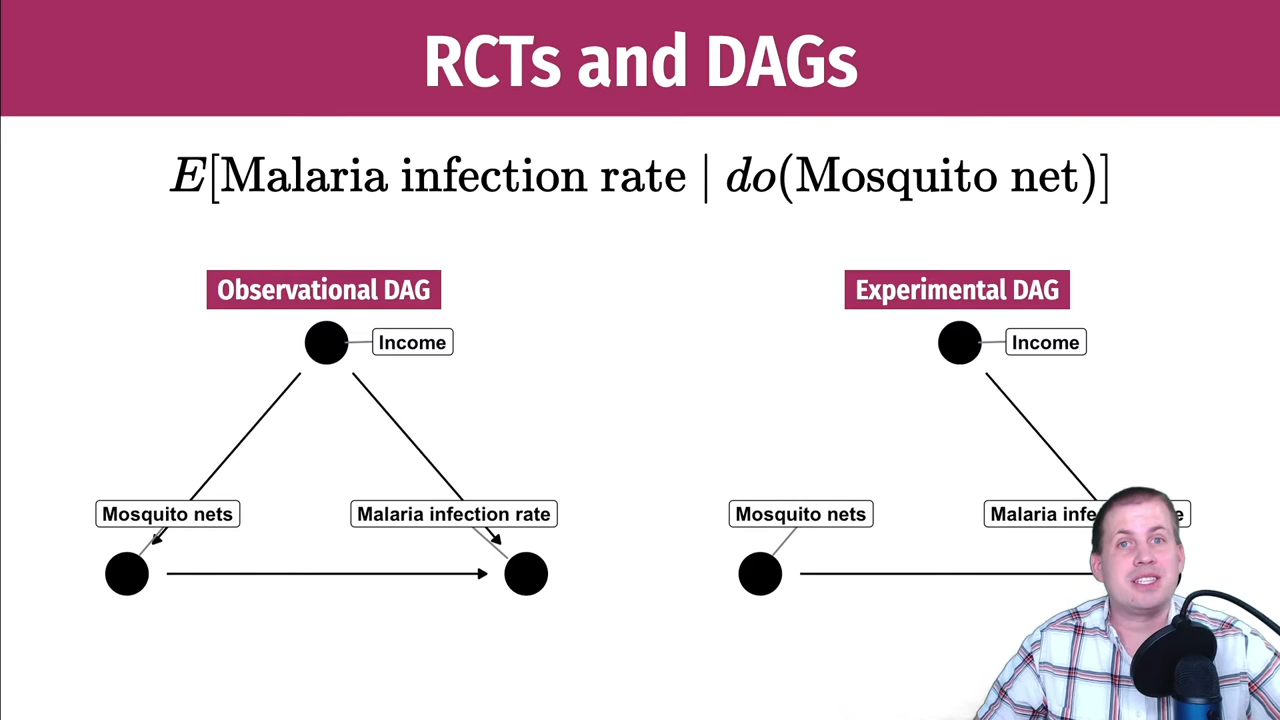 RCTs and DAGs
E[Malaria infection rate | do(Mosquito net)]
Observational DAG
Income
Mosquito nets
Malaria infection rate
Experimental DAG
Income
Mosquito nets
Malaria